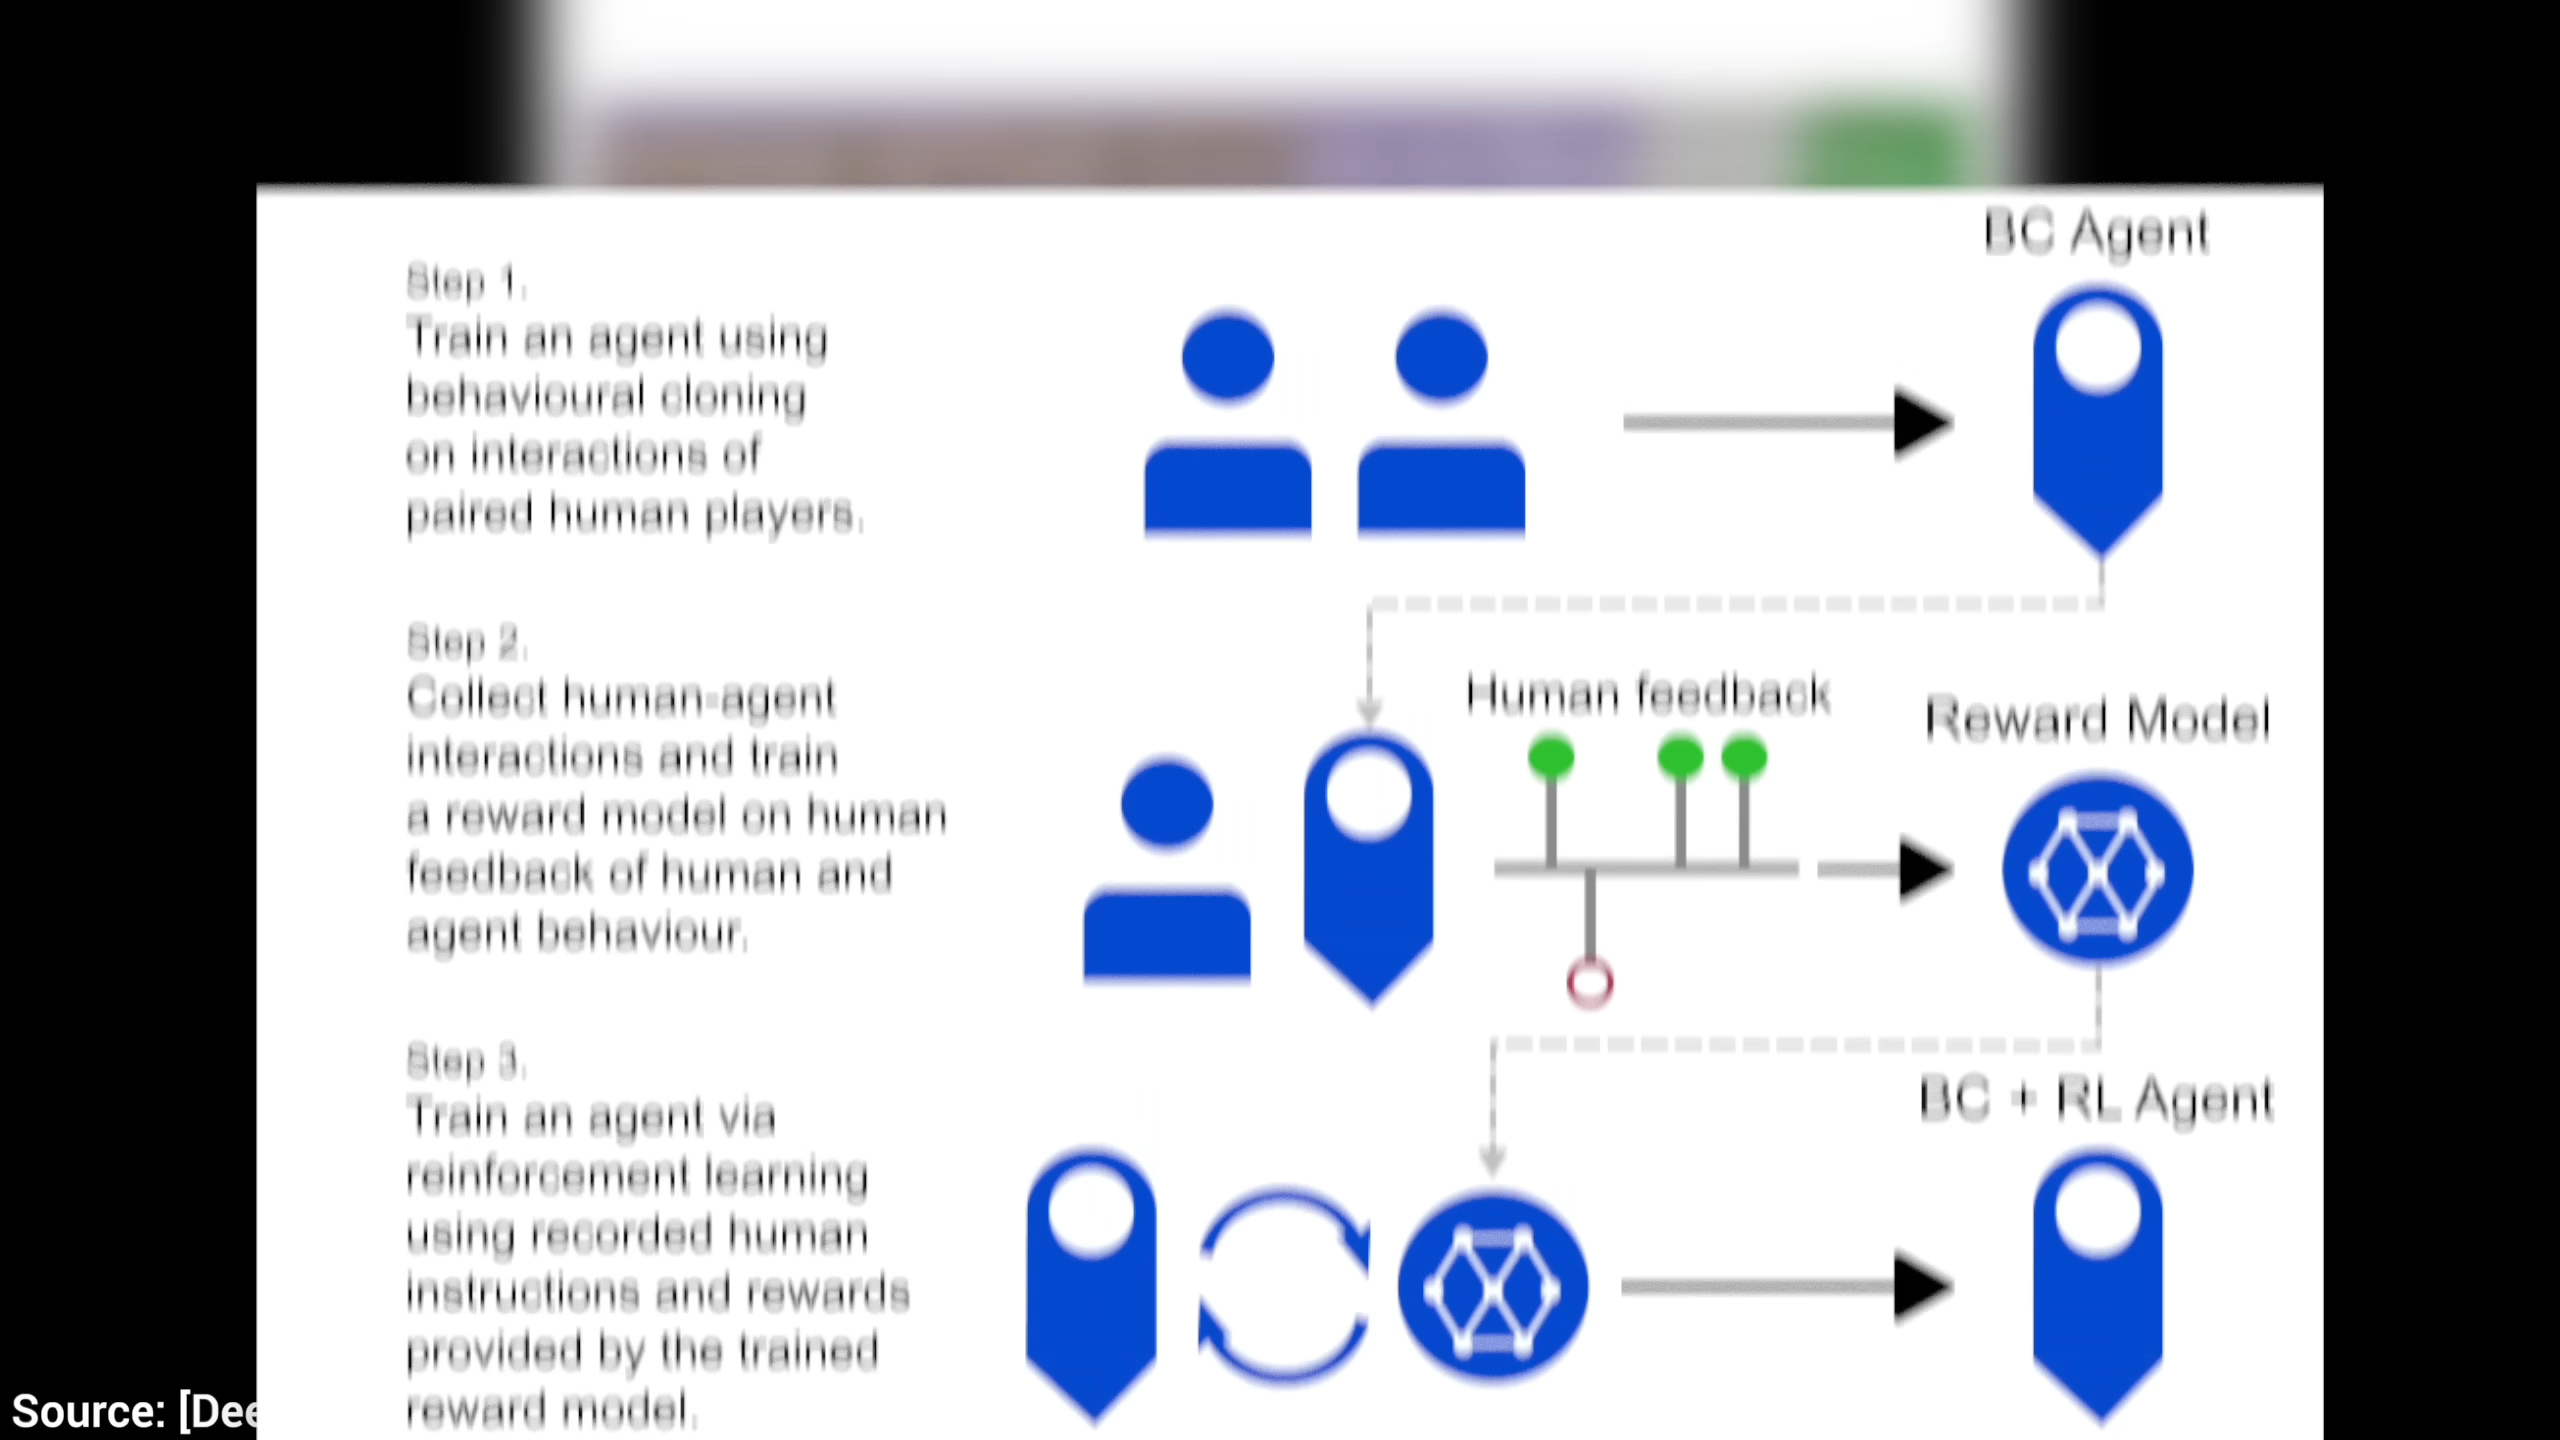 BC Agent
Step 1.
Train an agent using
behavioural cloning
on interactions of
paired human players.
Step 2.
Collect human-agent
interactions and train
a reward model on human
feedback of human and
agent behaviour.
Human feedback
Reward Model
Step 3.
Train an agent via
reinforcement learning
using recorded human
instructions and rewards
provided by the trained
reward model.
BC + RL Agent
Source: [Dee